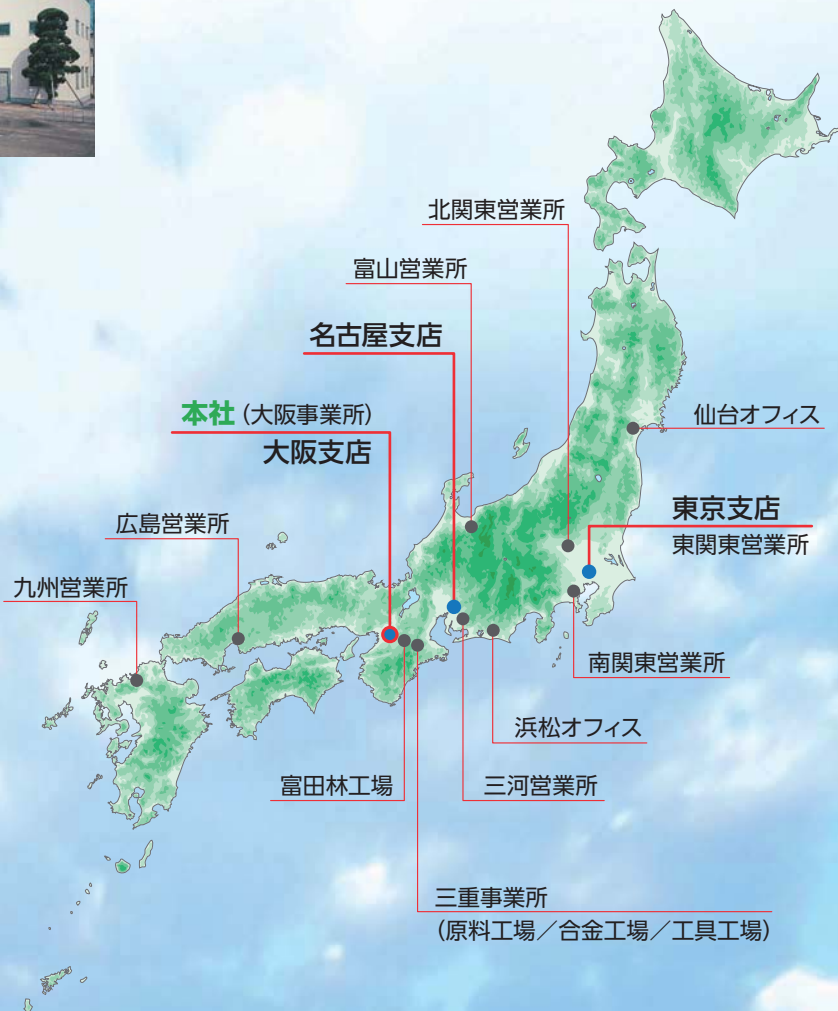 北関東営業所
富山営業所
名古屋支店
本社 (大阪事業所)
大阪支店
仙台オフィス
東京支店
東関東営業所
広島営業所
九州営業所
南関東営業所
浜松オフィス
富田林工場
三河営業所
三重事業所
(原料工場／合金工場／工具工場)